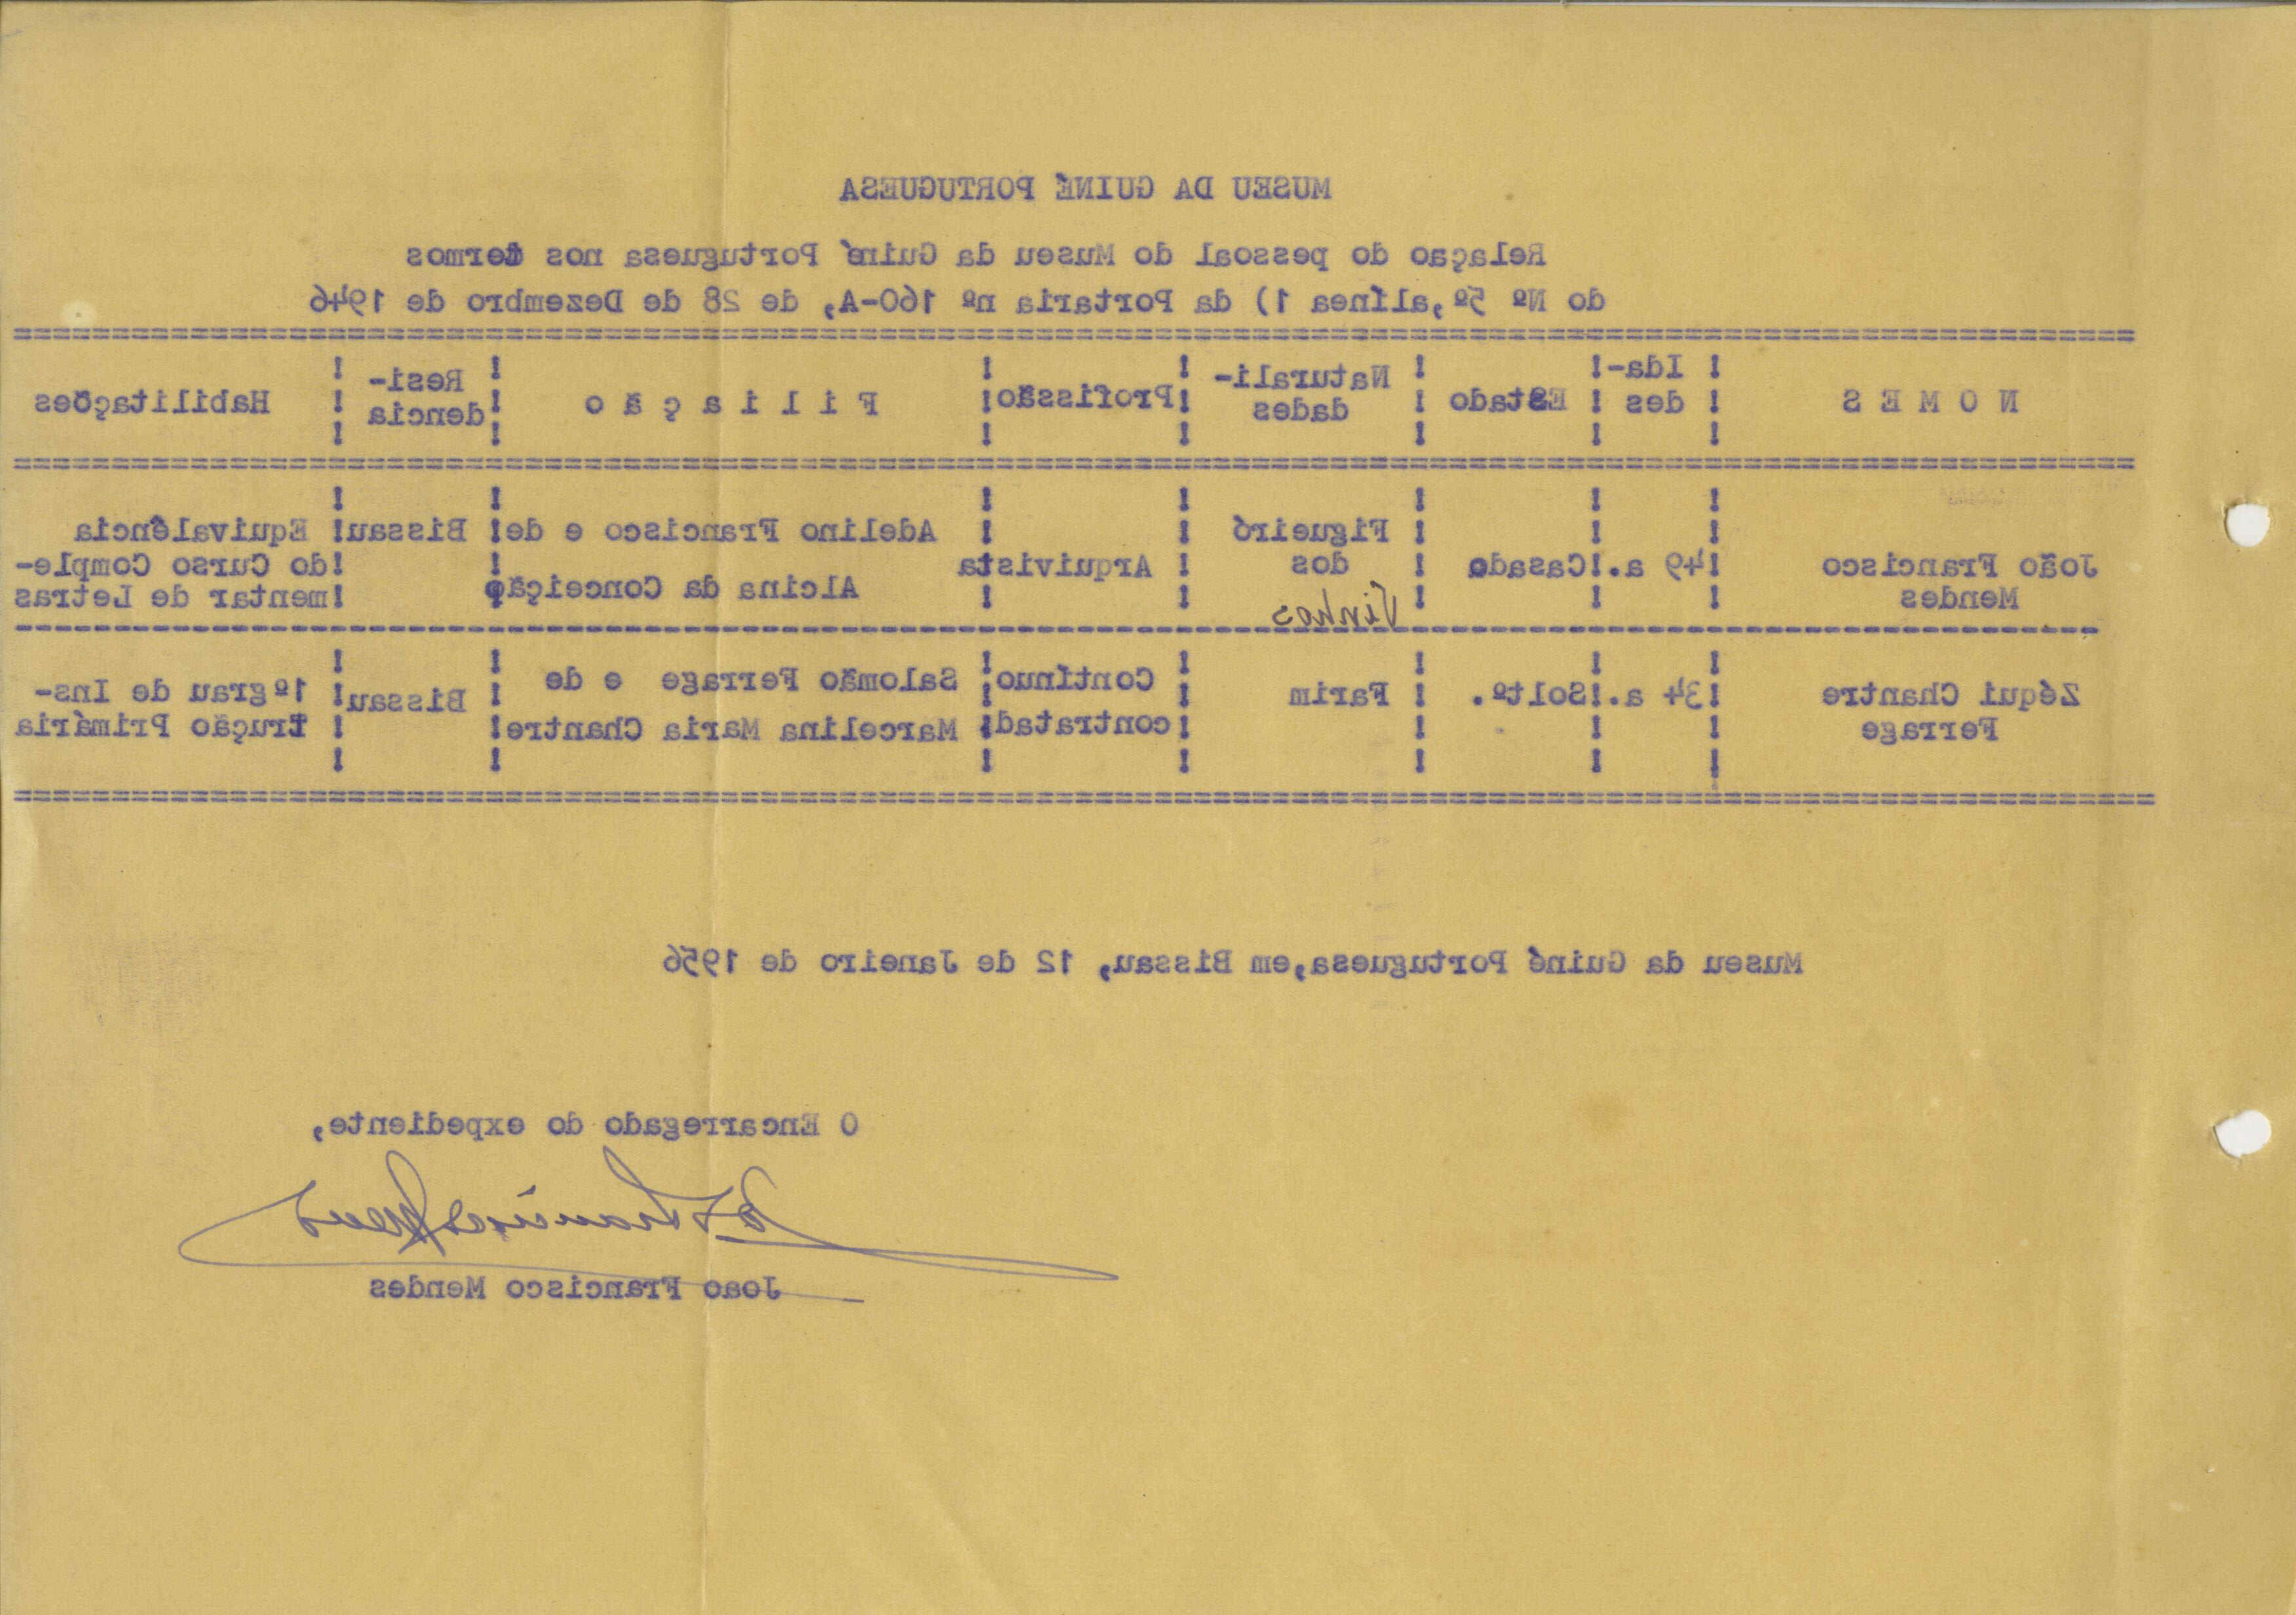 MUSEU DA GUINÉ PORTUGUESA
Relaçao do pessoal do Museu da Guiné Portuguesa nos termos
do Nº 5º,alínea 1) da Portaria nº 160-A, de 28 de Dezembro de 1946
N O M E S ! Ida- des ! Estado ! Naturali- dades ! Profissão ! F i l i a ç ã o ! Resi- dencia ! Habilitações
João Francisco ! 49 a. ! Casado ! Figueiró ! Arquivista ! Adelino Francisco e de ! Bissau ! Equivalência
Mendes dos Alcina da Conceição do Curso Comple-
Vinhos mentar de Letras
Zéqui Chantre ! 34 a. ! Soltº. ! Farim ! Contínuo ! Salomão Ferrage e de ! Bissau ! 1º grau de Ins-
Ferrage contratad Marcelina Maria Chantre trução Primária
Museu da Guiné Portuguesa,em Bissau, 12 de Janeiro de 1956
O Encarregado do expediente,
Joao Francisco Mendes